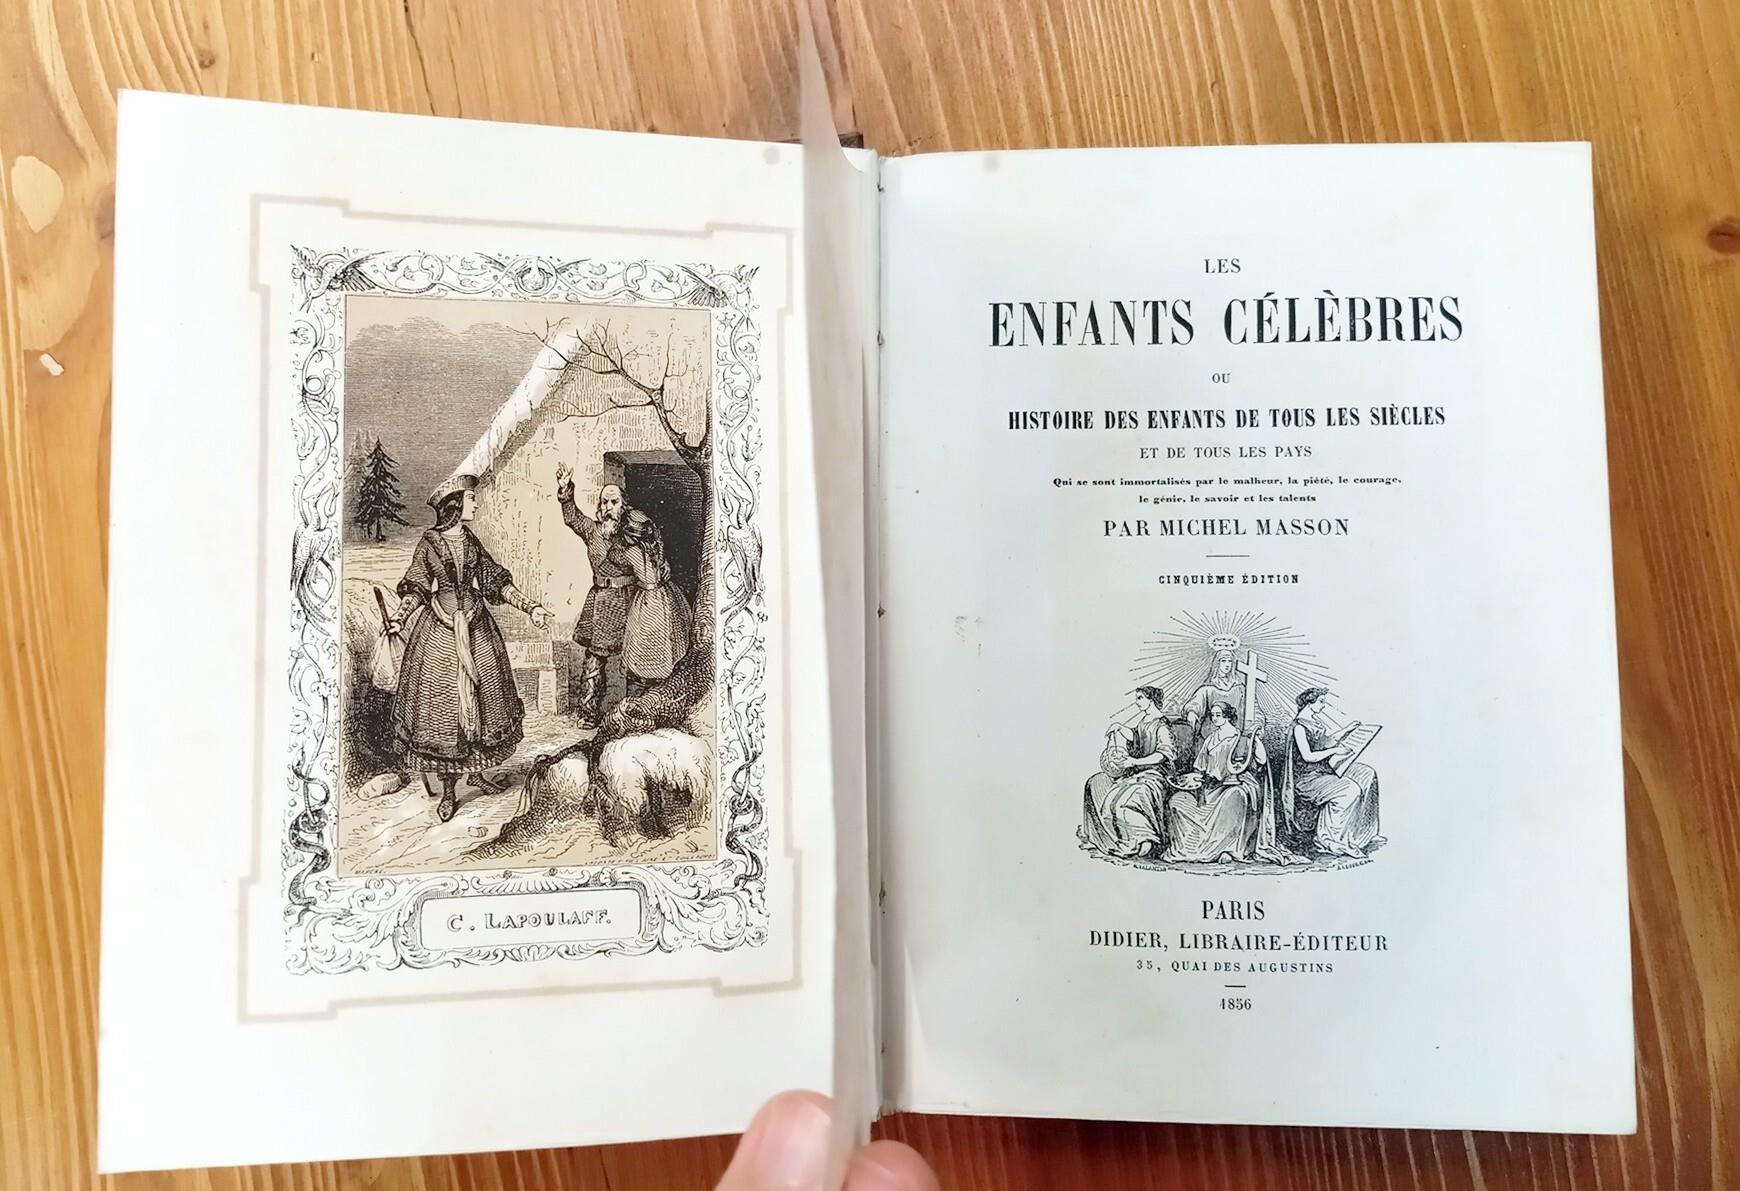 C. LAPOULAFF.
LES
ENFANTS CÉLÈBRES
OU
HISTOIRE DES ENFANTS DE TOUS LES SIÈCLES
ET DE TOUS LES PAYS
Qui se sont immortalisés par le malheur, la piété, le courage,
le génie, le savoir et les talents
PAR MICHEL MASSON
CINQUIÈME ÉDITION
PARIS
DIDIER, LIBRAIRE-ÉDITEUR
35, QUAI DES AUGUSTINS
1856